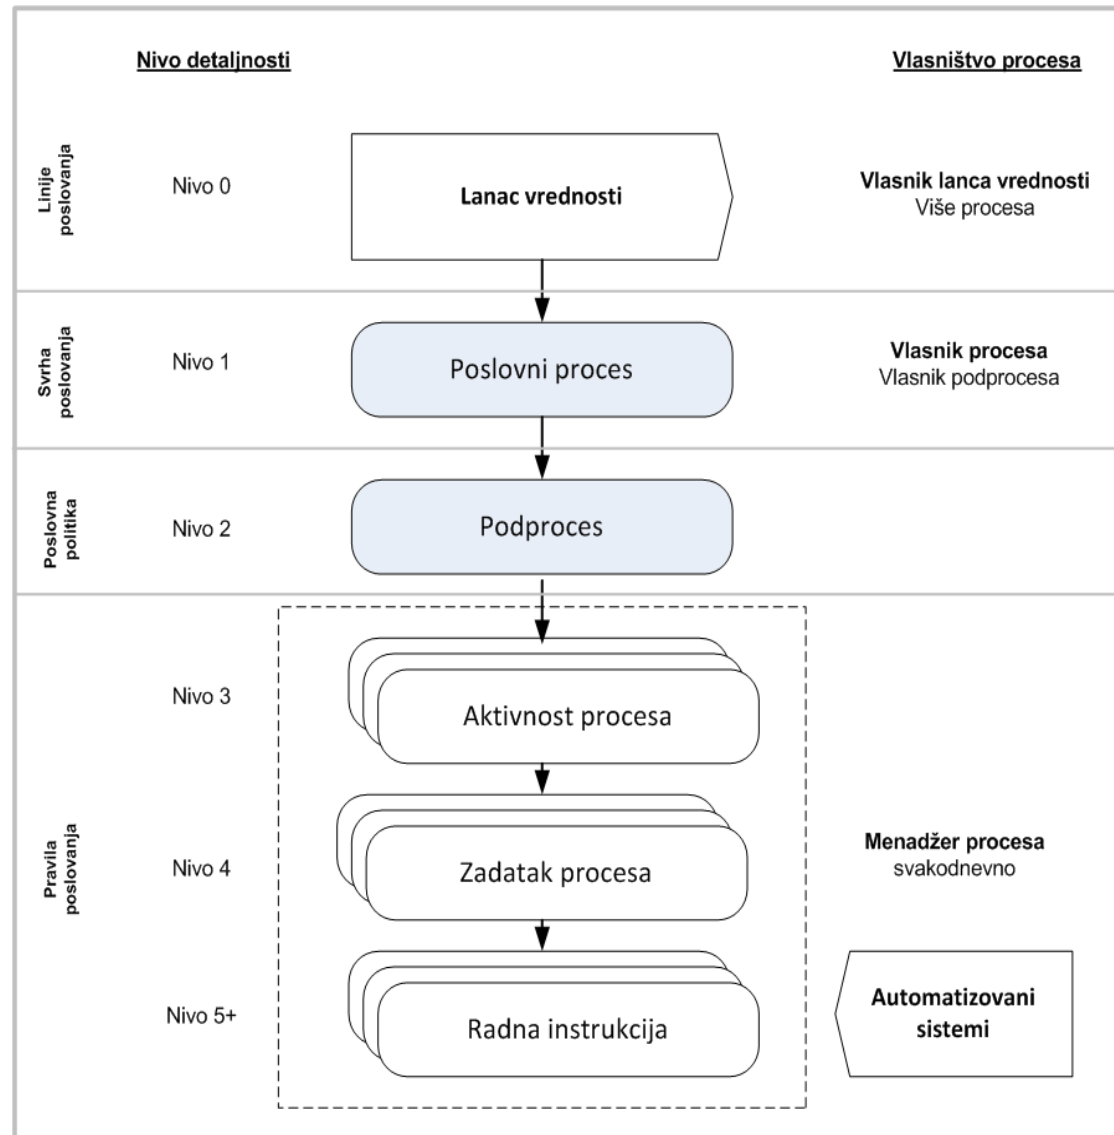 Nivo detaljnosti
Vlasništvo procesa
Linije
poslovanja
Nivo 0
Lanac vrednosti
Vlasnik lanca vrednosti
Više procesa
Svrha
poslovanja
Nivo 1
Poslovni proces
Vlasnik procesa
Vlasnik podprocesa
Poslovna
politika
Nivo 2
Podproces
Pravila
poslovanja
Nivo 3
Aktivnost procesa
Nivo 4
Zadatak procesa
Menadžer procesa
svakodnevno
Nivo 5+
Radna instrukcija
Automatizovani
sistemi